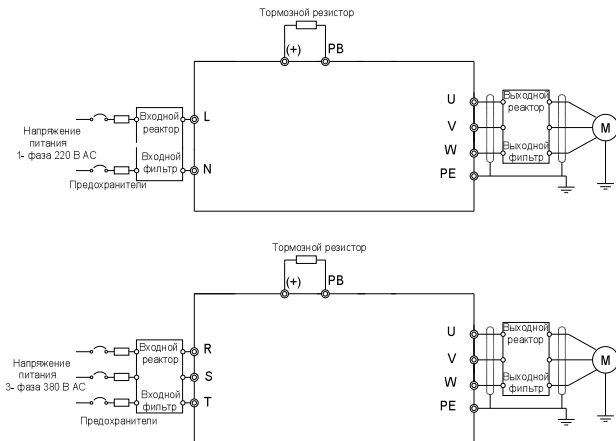 Тормозной резистор
(+) PB
Входной реактор
L
U
Выходной реактор
Напряжение питания
1- фаза 220 В AC
V
M
Входной фильтр
N
W
Выходной фильтр
Предохранители
PE
Тормозной резистор
(+) PB
Входной реактор
R
U
Выходной реактор
Напряжение питания
3- фаза 380 В AC
S
V
M
Входной фильтр
T
W
Выходной фильтр
Предохранители
PE